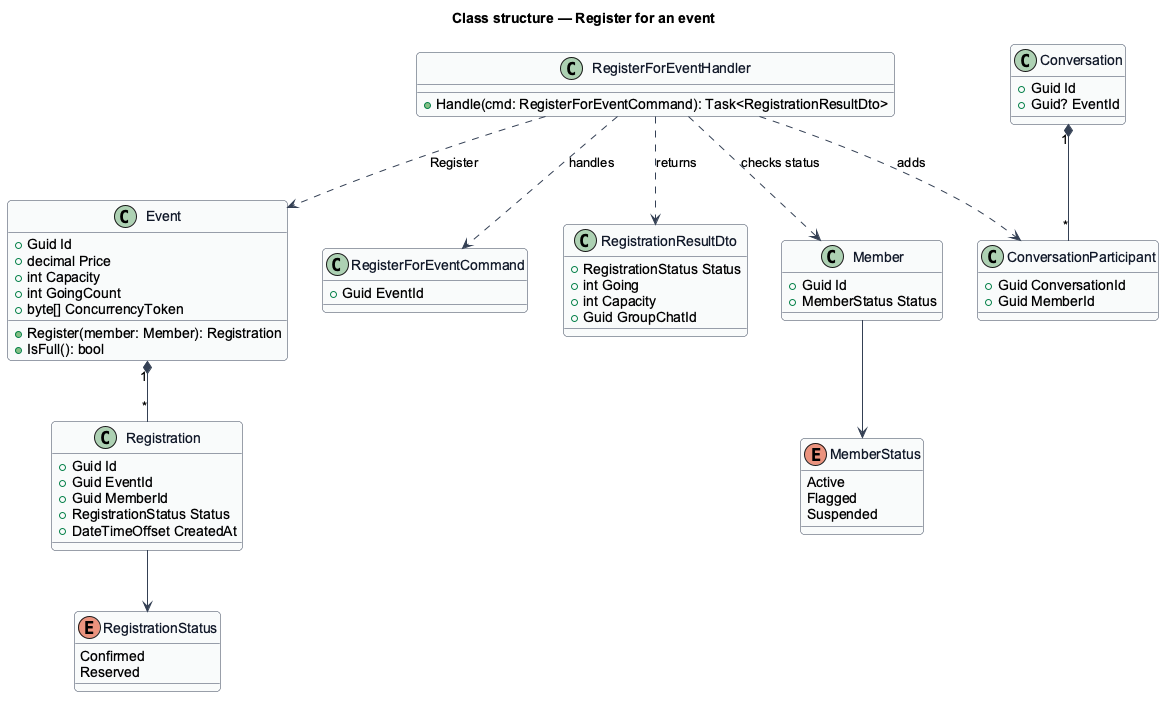 Class structure — Register for an event
C RegisterForEventHandler
Handle(cmd: RegisterForEventCommand): Task<RegistrationResultDto>
C Conversation
Guid Id
Guid? EventId
1
*
Register
handles
returns
checks status
adds
C Event
Guid Id
decimal Price
int Capacity
int GoingCount
byte[] ConcurrencyToken
Register(member: Member): Registration
IsFull(): bool
C RegisterForEventCommand
Guid EventId
C RegistrationResultDto
RegistrationStatus Status
int Going
int Capacity
Guid GroupChatId
C Member
Guid Id
MemberStatus Status
C ConversationParticipant
Guid ConversationId
Guid MemberId
1
*
C Registration
Guid Id
Guid EventId
Guid MemberId
RegistrationStatus Status
DateTimeOffset CreatedAt
E MemberStatus
Active
Flagged
Suspended
E RegistrationStatus
Confirmed
Reserved